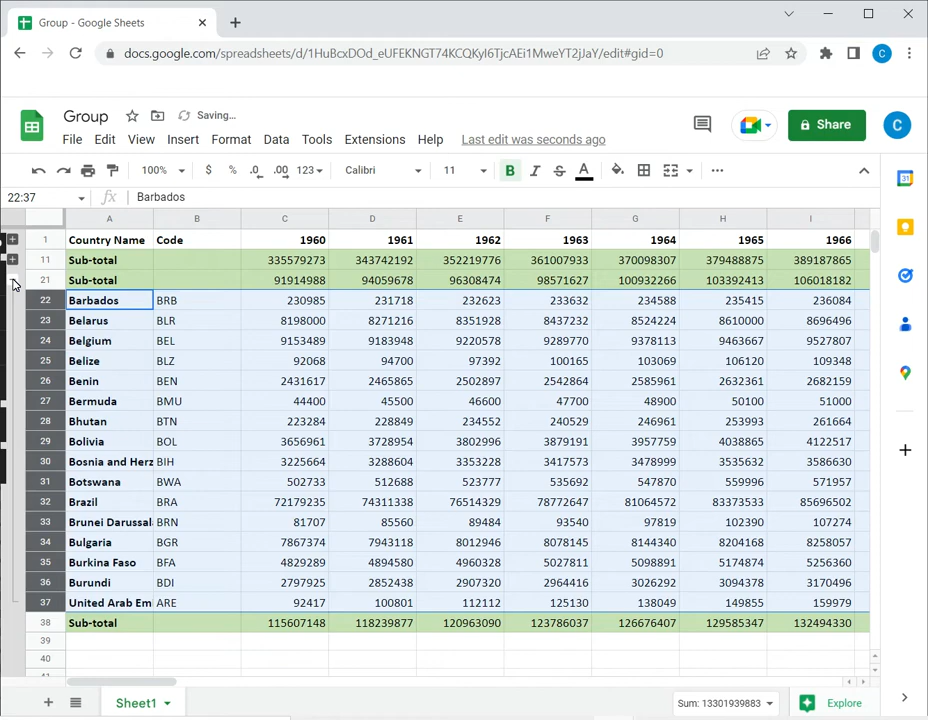 Group - Google Sheets
docs.google.com/spreadsheets/d/1HuBcxDOd_eUFEKNGT74KCQKyI6TjcAEi1MweYT2jJaY/edit#gid=0
C
Group
Saving...
File Edit View Insert Format Data Tools Extensions Help Last edit was seconds ago
Share
C
100% $ % .0 .00 123 Calibri 11 B I S A
22:37 fx Barbados
A B C D E F G H I
1 Country Name Code 1960 1961 1962 1963 1964 1965 1966
11 Sub-total 335579273 343742192 352219776 361007933 370098307 379488875 389187865
21 Sub-total 91914988 94059678 96308474 98571627 100932266 103392413 106018182
22 Barbados BRB 230985 231718 232623 233632 234588 235415 236084
23 Belarus BLR 8198000 8271216 8351928 8437232 8524224 8610000 8696496
24 Belgium BEL 9153489 9183948 9220578 9289770 9378113 9463667 9527807
25 Belize BLZ 92068 94700 97392 100165 103069 106120 109348
26 Benin BEN 2431617 2465865 2502897 2542864 2585961 2632361 2682159
27 Bermuda BMU 44400 45500 46600 47700 48900 50100 51000
28 Bhutan BTN 223284 228849 234552 240529 246961 253993 261664
29 Bolivia BOL 3656961 3728954 3802996 3879191 3957759 4038865 4122517
30 Bosnia and Herz BIH 3225664 3288604 3353228 3417573 3478999 3535632 3586630
31 Botswana BWA 502733 512688 523777 535692 547870 559996 571957
32 Brazil BRA 72179235 74311338 76514329 78772647 81064572 83373533 85696502
33 Brunei Darussal BRN 81707 85560 89484 93540 97819 102390 107274
34 Bulgaria BGR 7867374 7943118 8012946 8078145 8144340 8204168 8258057
35 Burkina Faso BFA 4829289 4894580 4960328 5027811 5098891 5174874 5256360
36 Burundi BDI 2797925 2852438 2907320 2964416 3026292 3094378 3170496
37 United Arab Em ARE 92417 100801 112112 125130 138049 149855 159979
38 Sub-total 115607148 118239877 120963090 123786037 126676407 129585347 132494330
39
40
41
Sheet1
Sum: 13301939883
Explore